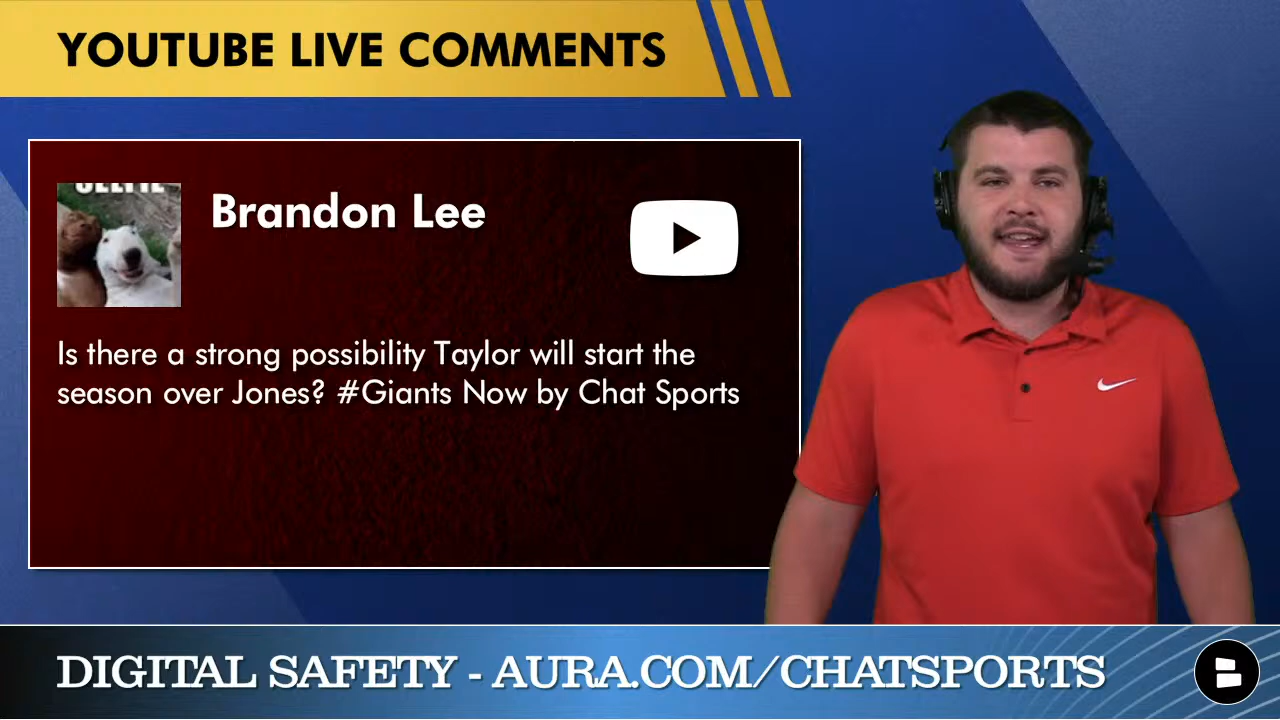 YOUTUBE LIVE COMMENTS
Brandon Lee
Is there a strong possibility Taylor will start the
season over Jones? #Giants Now by Chat Sports
DIGITAL SAFETY - AURA.COM/CHATSPORTS